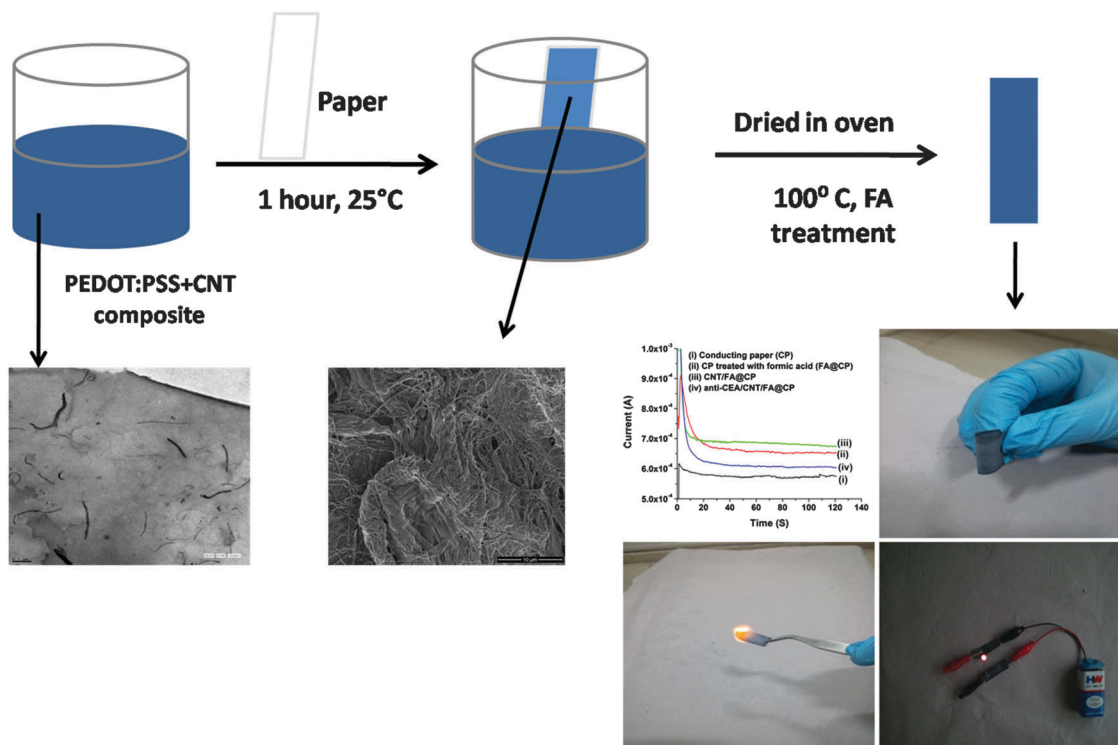 Paper
1 hour, 25°C
Dried in oven
100⁰ C, FA
treatment
PEDOT:PSS+CNT
composite
(i) Conducting paper (CP)
(ii) CP treated with formic acid (FA@CP)
(iii) CNT/FA@CP
(iv) anti-CEA/CNT/FA@CP
1.0x10⁻³
9.0x10⁻⁴
8.0x10⁻⁴
7.0x10⁻⁴
6.0x10⁻⁴
5.0x10⁻⁴
Current (A)
(iii)
(ii)
(iv)
(i)
0 20 40 60 80 100 120 140
Time (S)
10 µm
HW